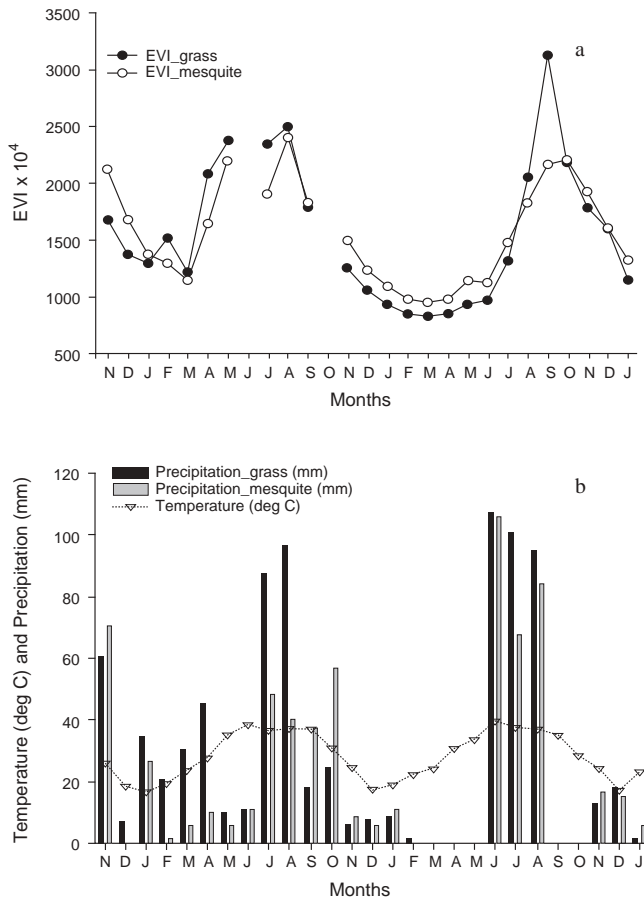 3500
3000
2500
2000
1500
1000
500
EVI x 10⁴
EVI_grass
EVI_mesquite
a
N D J F M A M J J A S O N D J F M A M J J A S O N D J
Months
120
100
80
60
40
20
0
Temperature (deg C) and Precipitation (mm)
Precipitation_grass (mm)
Precipitation_mesquite (mm)
Temperature (deg C)
b
N D J F M A M J J A S O N D J F M A M J J A S O N D J
Months